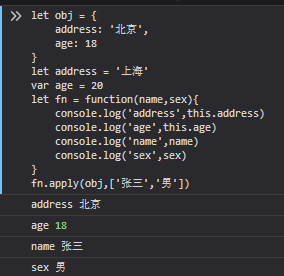 let obj = {
    address: '北京',
    age: 18
}
let address = '上海'
var age = 20
let fn = function(name,sex){
    console.log('address',this.address)
    console.log('age',this.age)
    console.log('name',name)
    console.log('sex',sex)
}
fn.apply(obj,['张三','男'])
address 北京
age 18
name 张三
sex 男